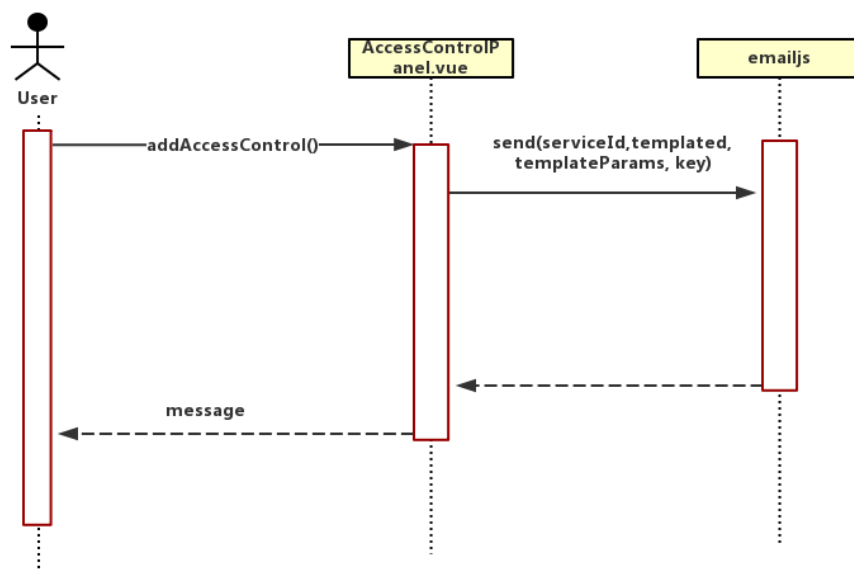 AccessControlP
anel.vue
emailjs
User
addAccessControl()
send(serviceId,templated,
templateParams, key)
message